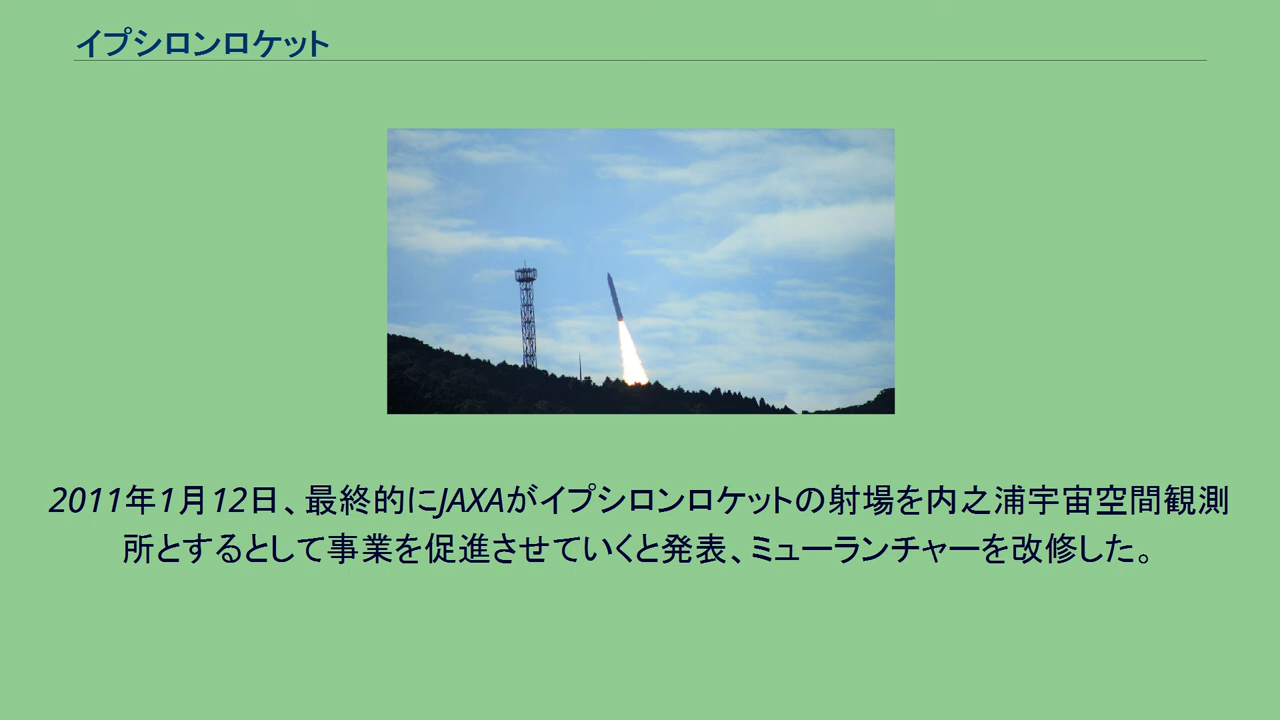 イプシロンロケット
2011年1月12日、最終的にJAXAがイプシロンロケットの射場を内之浦宇宙空間観測
所とするとして事業を促進させていくと発表、ミューランチャーを改修した。